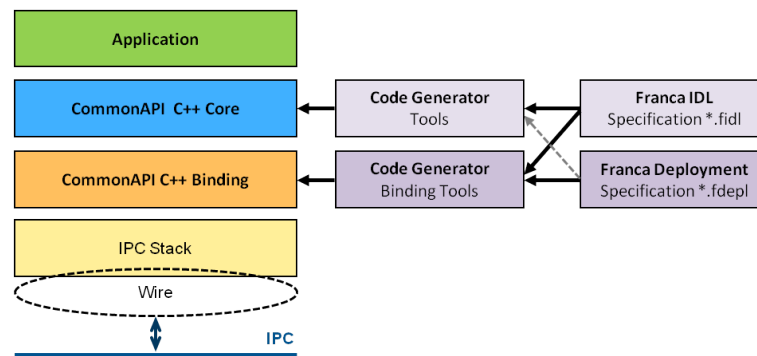 Application
CommonAPI C++ Core
Code Generator
Tools
Franca IDL
Specification *.fidl
CommonAPI C++ Binding
Code Generator
Binding Tools
Franca Deployment
Specification *.fdepl
IPC Stack
Wire
IPC